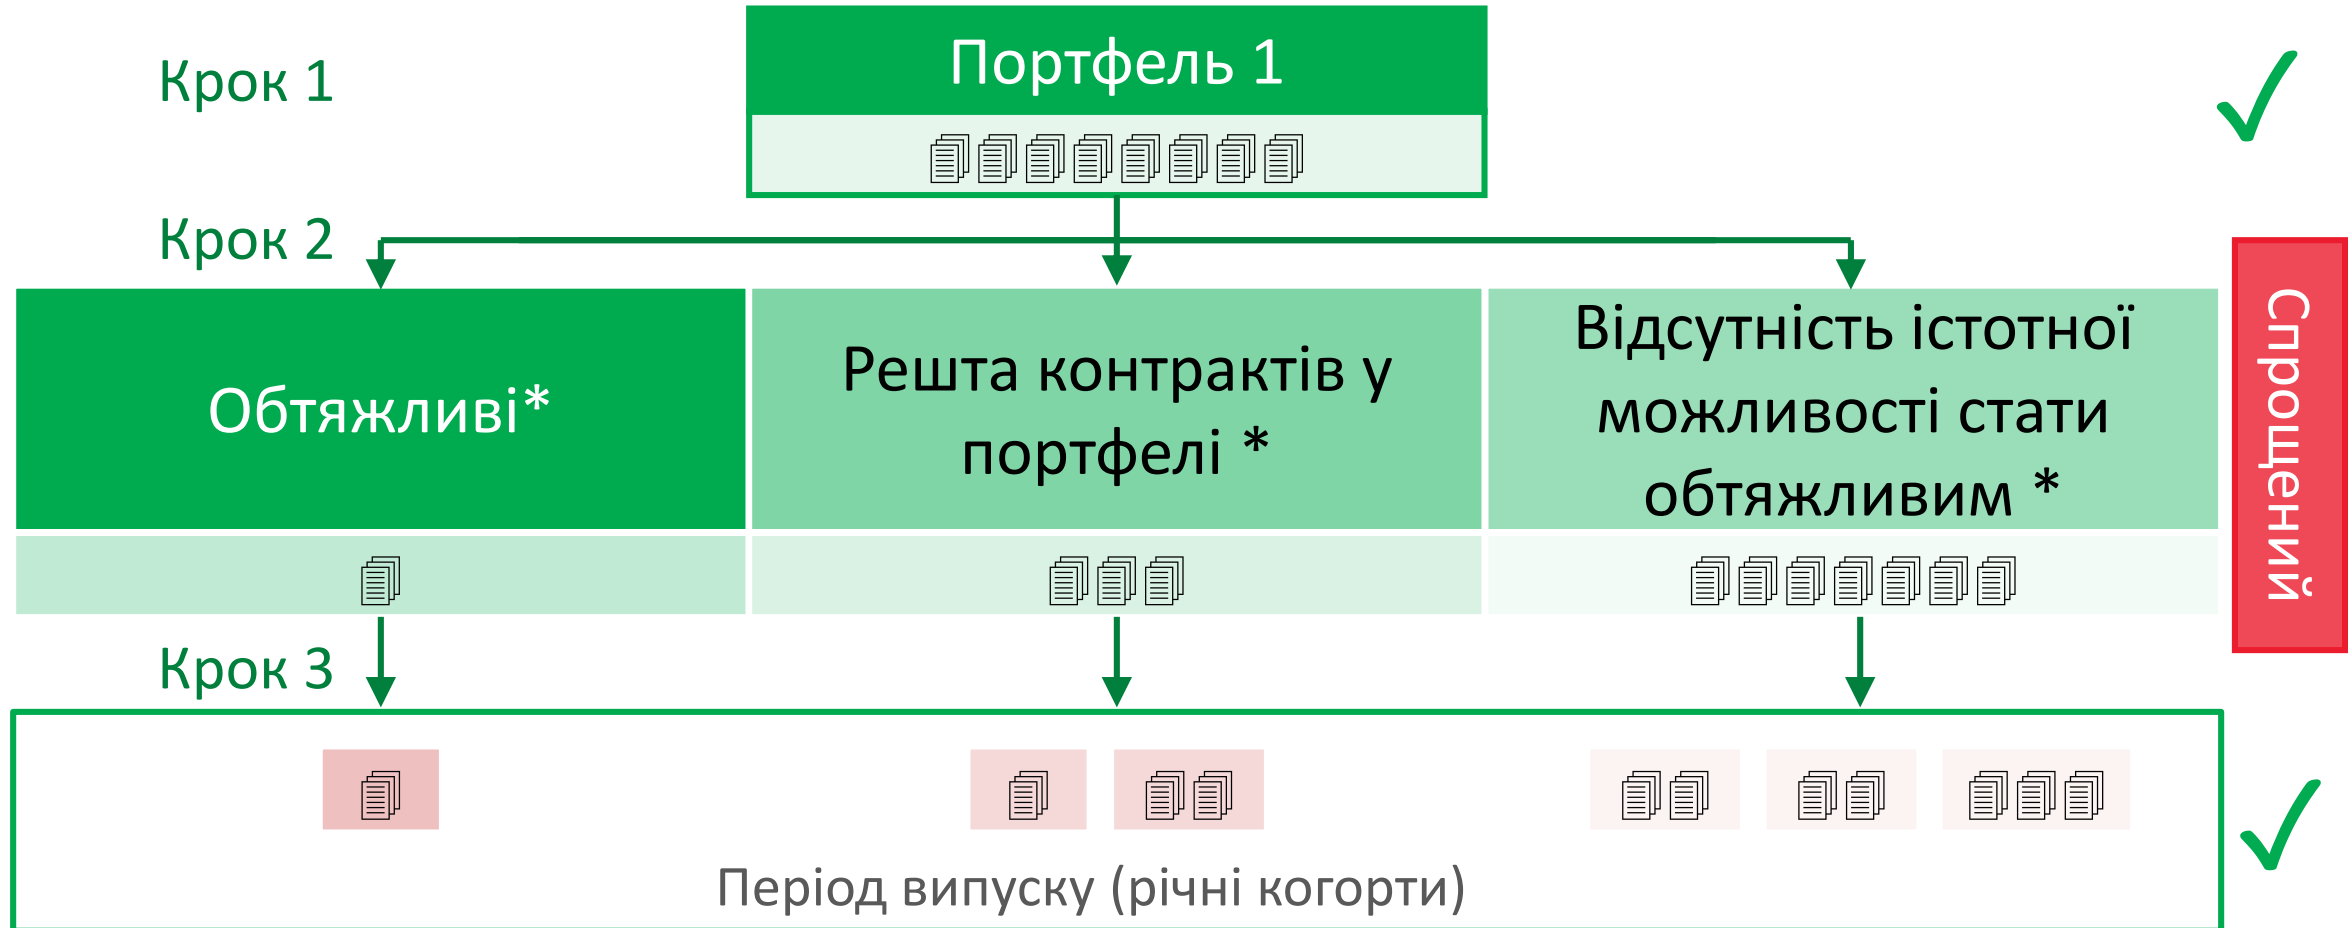 Крок 1
Портфель 1
Крок 2
Обтяжливі*
Решта контрактів у
портфелі *
Відсутність істотної
можливості стати
обтяжливим *
Спрощений
Крок 3
Період випуску (річні когорти)